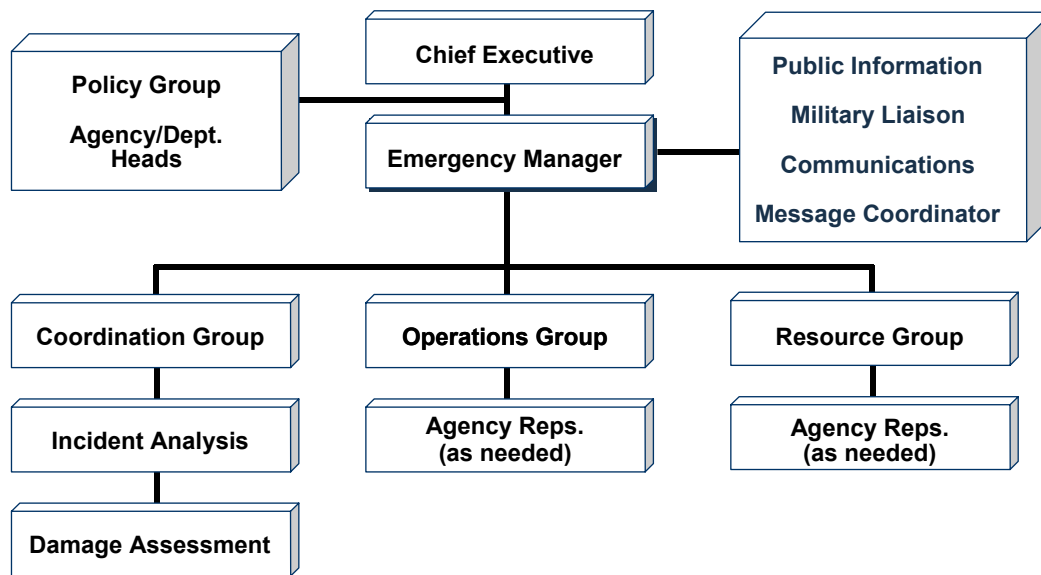 Chief Executive
Policy Group
Agency/Dept.
Heads
Public Information
Military Liaison
Communications
Message Coordinator
Emergency Manager
Coordination Group
Operations Group
Resource Group
Incident Analysis
Agency Reps.
(as needed)
Agency Reps.
(as needed)
Damage Assessment